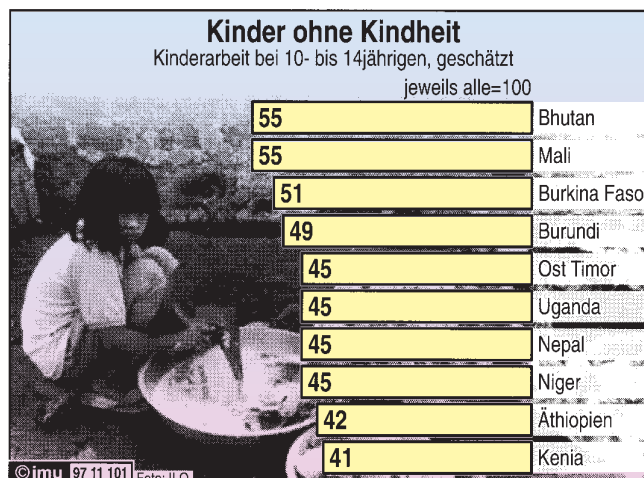 Kinder ohne Kindheit
Kinderarbeit bei 10- bis 14jährigen, geschätzt
jeweils alle=100
55 Bhutan
55 Mali
51 Burkina Faso
49 Burundi
45 Ost Timor
45 Uganda
45 Nepal
45 Niger
42 Äthiopien
41 Kenia
©imu 97 11 101 Foto: ILO